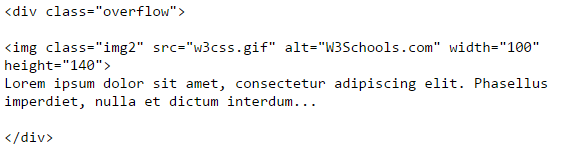 <div class="overflow">
<img class="img2" src="w3css.gif" alt="W3Schools.com" width="100"
height="140">
Lorem ipsum dolor sit amet, consectetur adipiscing elit. Phasellus
imperdiet, nulla et dictum interdum...
</div>